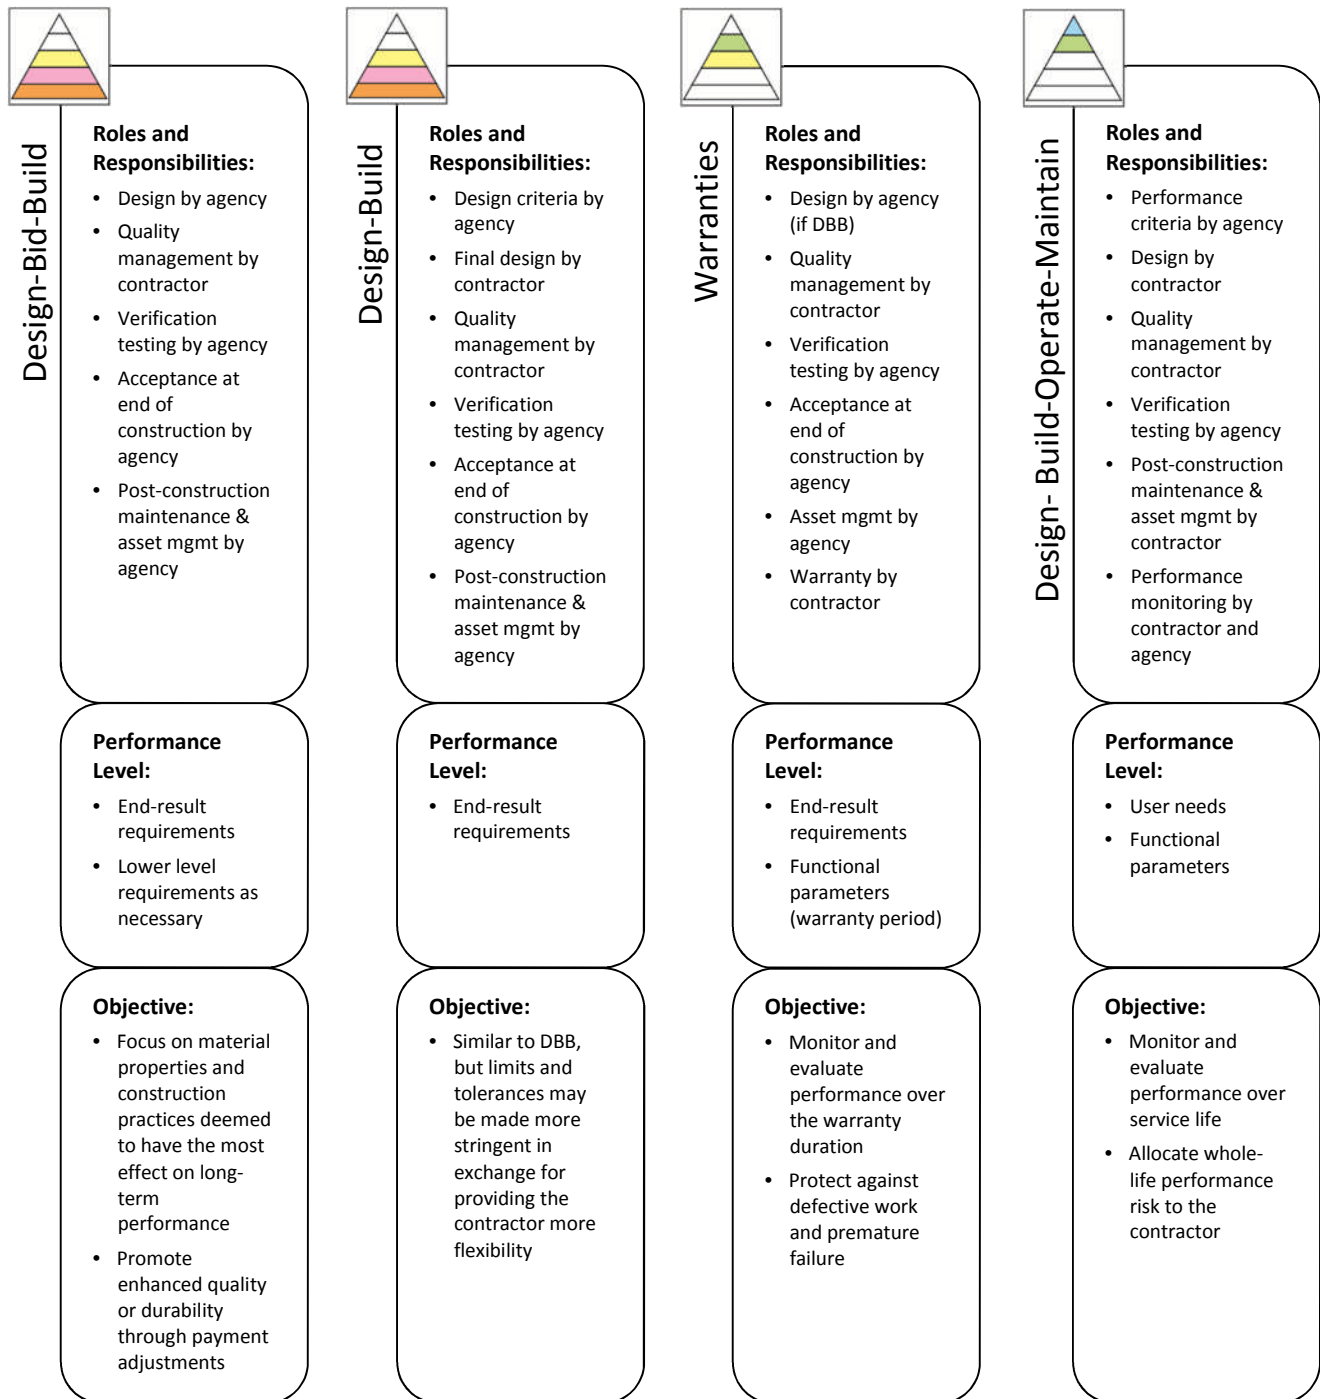 Design-Bid-Build
Roles and
Responsibilities:
• Design by agency
• Quality
management by
contractor
• Verification
testing by agency
• Acceptance at
end of
construction by
agency
• Post-construction
maintenance &
asset mgmt by
agency
Performance
Level:
• End-result
requirements
• Lower level
requirements as
necessary
Objective:
• Focus on material
properties and
construction
practices deemed
to have the most
effect on long-
term
performance
• Promote
enhanced quality
or durability
through payment
adjustments
Design-Build
Roles and
Responsibilities:
• Design criteria by
agency
• Final design by
contractor
• Quality
management by
contractor
• Verification
testing by agency
• Acceptance at
end of
construction by
agency
• Post-construction
maintenance &
asset mgmt by
agency
Performance
Level:
• End-result
requirements
Objective:
• Similar to DBB,
but limits and
tolerances may
be made more
stringent in
exchange for
providing the
contractor more
flexibility
Warranties
Roles and
Responsibilities:
• Design by agency
(if DBB)
• Quality
management by
contractor
• Verification
testing by agency
• Acceptance at
end of
construction by
agency
• Asset mgmt by
agency
• Warranty by
contractor
Performance
Level:
• End-result
requirements
• Functional
parameters
(warranty period)
Objective:
• Monitor and
evaluate
performance over
the warranty
duration
• Protect against
defective work
and premature
failure
Design- Build-Operate-Maintain
Roles and
Responsibilities:
• Performance
criteria by agency
• Design by
contractor
• Quality
management by
contractor
• Verification
testing by agency
• Post-construction
maintenance &
asset mgmt by
contractor
• Performance
monitoring by
contractor and
agency
Performance
Level:
• User needs
• Functional
parameters
Objective:
• Monitor and
evaluate
performance over
service life
• Allocate whole-
life performance
risk to the
contractor